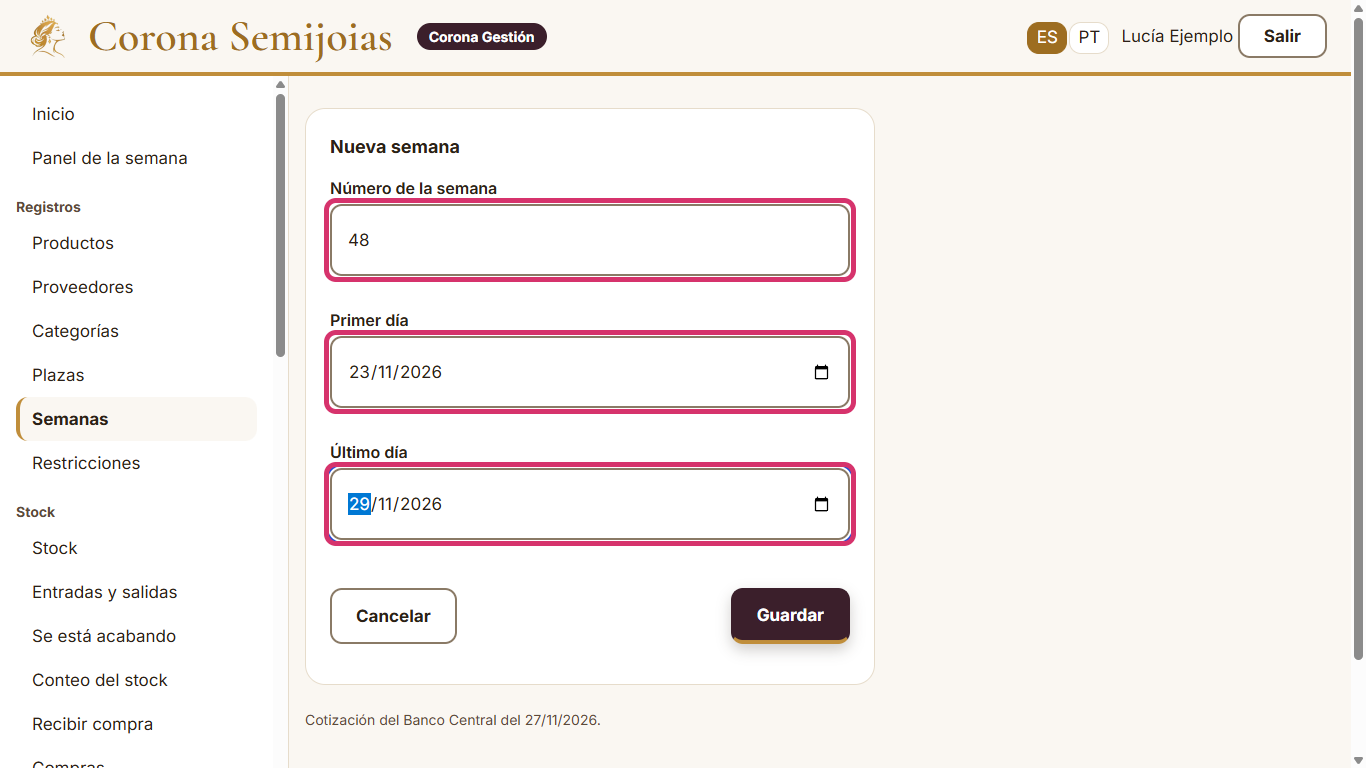 Corona Semijoias
Corona Gestión
ES
PT
Lucía Ejemplo
Salir
Inicio
Panel de la semana
Registros
Productos
Proveedores
Categorías
Plazas
Semanas
Restricciones
Stock
Stock
Entradas y salidas
Se está acabando
Conteo del stock
Recibir compra
Compras
Nueva semana
Número de la semana
48
Primer día
23/11/2026
Último día
29/11/2026
Cancelar
Guardar
Cotización del Banco Central del 27/11/2026.